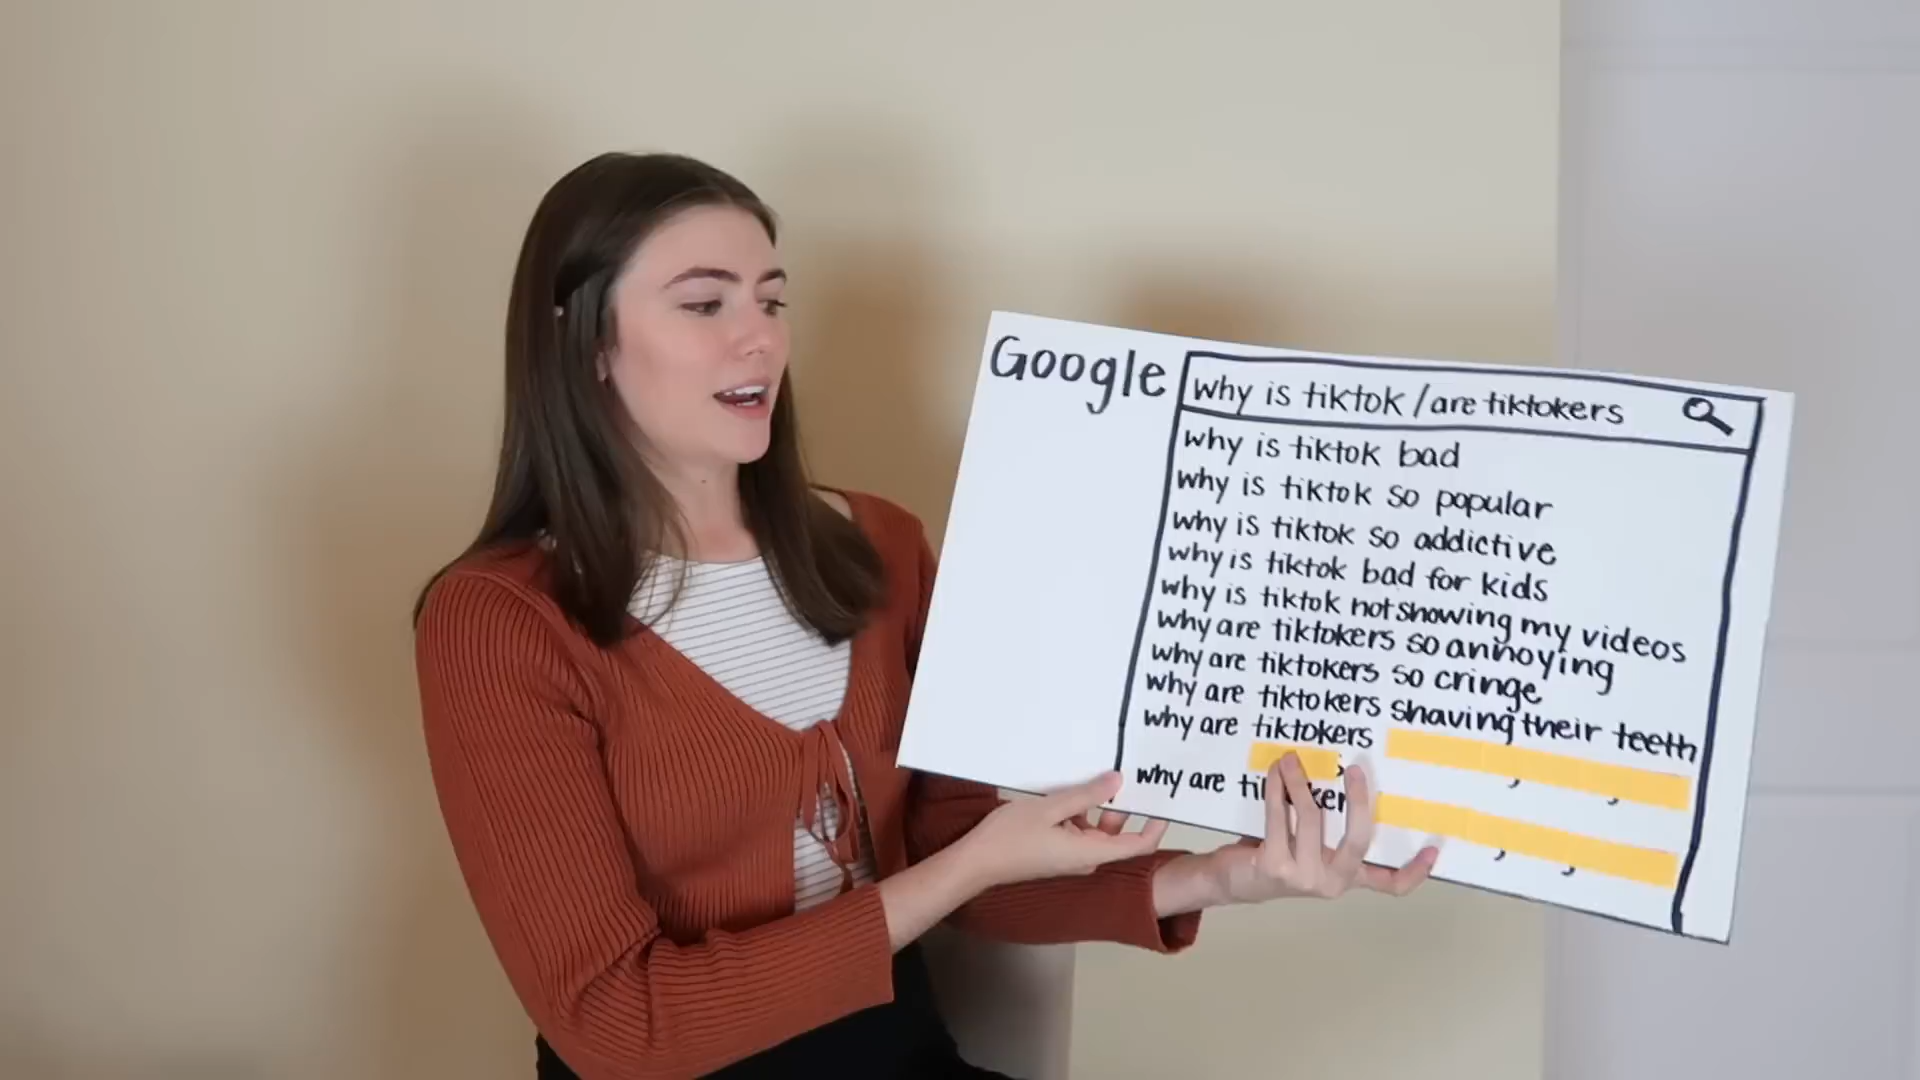 Google
why is tiktok/are tiktokers
why is tiktok bad
why is tiktok so popular
why is tiktok so addictive
why is tiktok bad for kids
why is tiktok not showing my videos
why are tiktokers so annoying
why are tiktokers so cringe
why are tiktokers shaving their teeth
why are tiktokers
why are